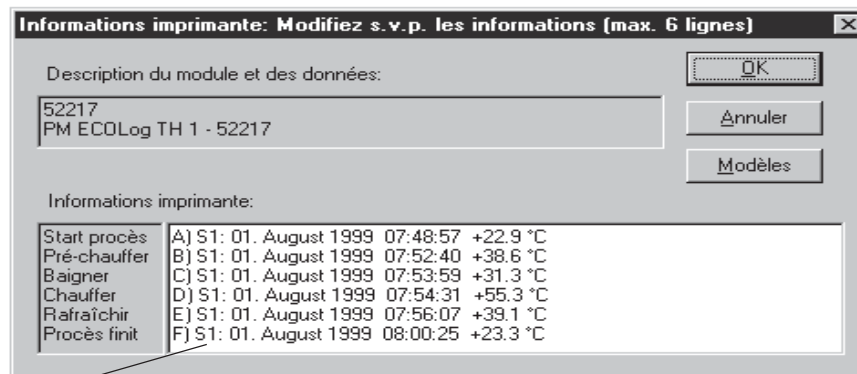 Informations imprimante: Modifiez s.v.p. les informations (max. 6 lignes)
Description du module et des données:
OK
52217
PM ECOLog TH 1 - 52217
Annuler
Modèles
Informations imprimante:
Start procès A) S1: 01. August 1999 07:48:57 +22.9 °C
Pré-chauffer B) S1: 01. August 1999 07:52:40 +38.6 °C
Baigner C) S1: 01. August 1999 07:53:59 +31.3 °C
Chauffer D) S1: 01. August 1999 07:54:31 +55.3 °C
Rafraîchir E) S1: 01. August 1999 07:56:07 +39.1 °C
Procès finit F) S1: 01. August 1999 08:00:25 +23.3 °C